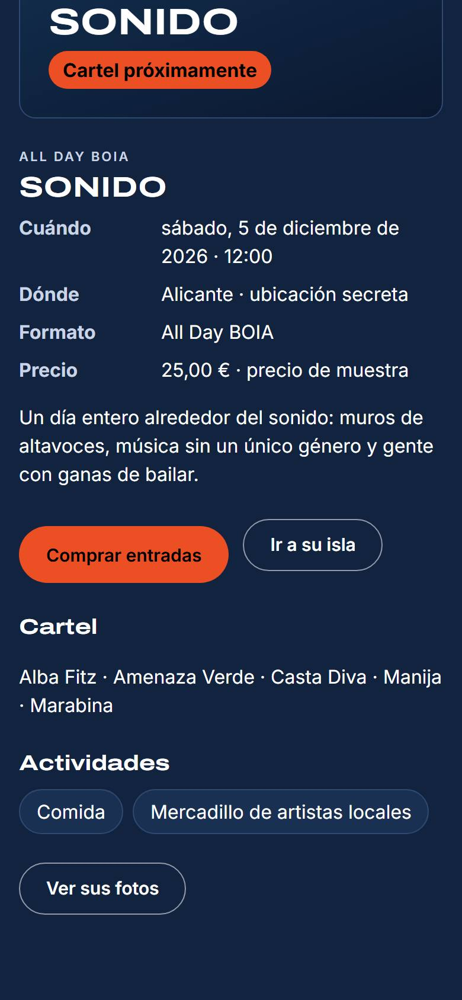 SONIDO
Cartel próximamente
ALL DAY BOIA
SONIDO
Cuándo sábado, 5 de diciembre de
2026 · 12:00
Dónde Alicante · ubicación secreta
Formato All Day BOIA
Precio 25,00 € · precio de muestra
Un día entero alrededor del sonido: muros de
altavoces, música sin un único género y gente
con ganas de bailar.
Comprar entradas Ir a su isla
Cartel
Alba Fitz · Amenaza Verde · Casta Diva · Manija
· Marabina
Actividades
Comida Mercadillo de artistas locales
Ver sus fotos